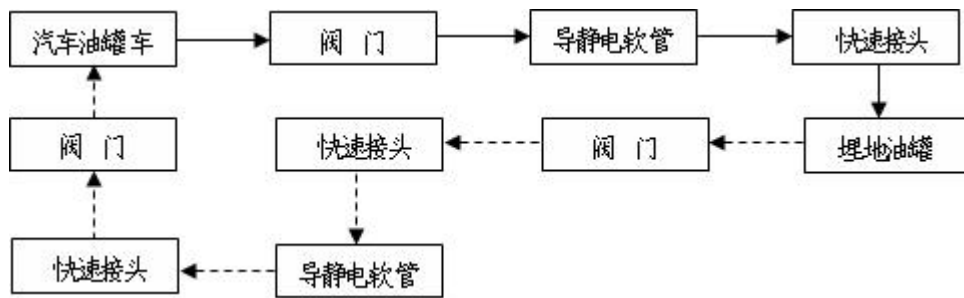 汽车油罐车
阀 门
导静电软管
快速接头
阀 门
快速接头
阀 门
埋地油罐
快速接头
导静电软管